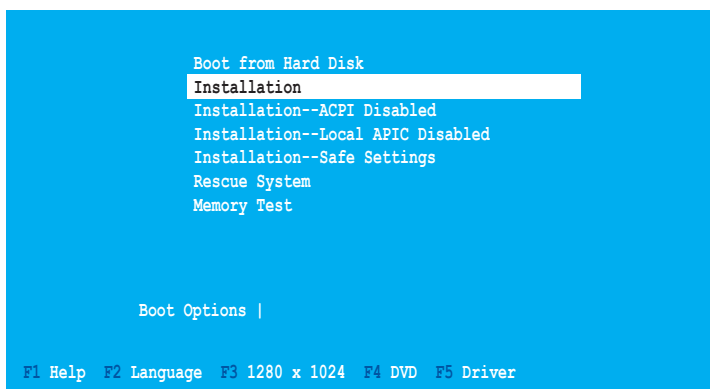 Boot from Hard Disk
Installation
Installation--ACPI Disabled
Installation--Local APIC Disabled
Installation--Safe Settings
Rescue System
Memory Test
Boot Options |
F1 Help F2 Language F3 1280 x 1024 F4 DVD F5 Driver